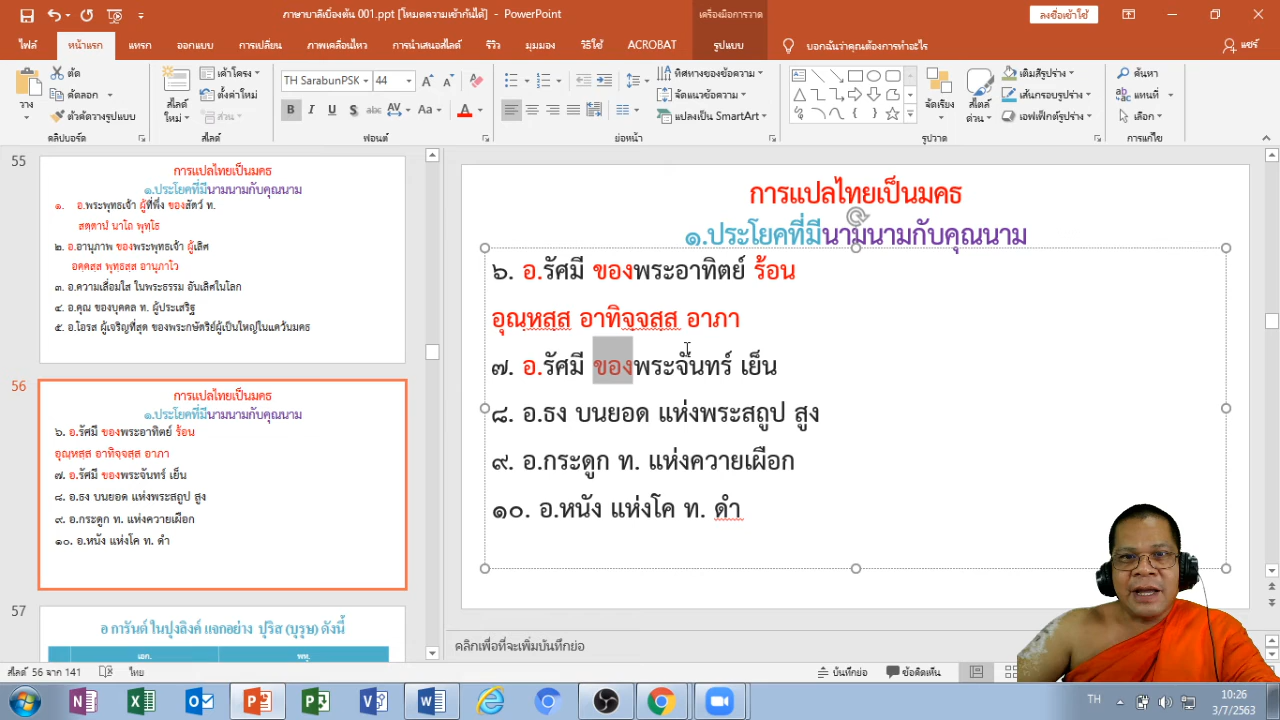 ภาษาบาลีเบื้องต้น 001.ppt [โหมดความเข้ากันได้] - PowerPoint
เครื่องมือการวาด
ลงชื่อเข้าใช้
ไฟล์ หน้าแรก แทรก ออกแบบ การเปลี่ยน ภาพเคลื่อนไหว การนำเสนอสไลด์ รีวิว มุมมอง วิธีใช้ ACROBAT รูปแบบ บอกฉันว่าคุณต้องการทำอะไร แชร์
วาง ตัด คัดลอก ตัวคัดวางรูปแบบ
สไลด์ใหม่ เค้าโครง ตั้งค่าใหม่ ส่วน
TH SarabunPSK 44
ทิศทางของข้อความ จัดแนวข้อความ แปลงเป็น SmartArt
จัดเรียง สไตล์ด่วน เติมสีรูปร่าง เส้นกรอบรูปร่าง เอฟเฟ็กต์รูปร่าง
ค้นหา แทนที่ เลือก
คลิปบอร์ด สไลด์ ฟอนต์ ย่อหน้า รูปวาด การแก้ไข
55
การแปลไทยเป็นมคธ
๑.ประโยคที่มีนามนามกับคุณนาม
๑. อ.พระพุทธเจ้า ผู้ที่พึ่ง ของสัตว์ ท.
สตฺตานํ นาโถ พุทฺโธ
๒. อ.อานุภาพ ของพระพุทธเจ้า ผู้เลิศ
อคฺคสฺส พุทฺธสฺส อานุภาโว
๓. อ.ความเลื่อมใส ในพระธรรม อันเลิศในโลก
๔. อ.คุณ ของบุคคล ท. ผู้ประเสริฐ
๕. อ.โอรส ผู้เจริญที่สุด ของพระกษัตริย์ผู้เป็นใหญ่ในแคว้นมคธ
56
การแปลไทยเป็นมคธ
๑.ประโยคที่มีนามนามกับคุณนาม
๖. อ.รัศมี ของพระอาทิตย์ ร้อน
อุณฺหสฺส อาทิจฺจสฺส อาภา
๗. อ.รัศมี ของพระจันทร์ เย็น
๘. อ.ธง บนยอด แห่งพระสถูป สูง
๙. อ.กระดูก ท. แห่งควายเผือก
๑๐. อ.หนัง แห่งโค ท. ดำ
57
อ การันต์ ในปุงลิงค์ แจกอย่าง ปุริส (บุรุษ) ดังนี้
เอก. พหุ.
การแปลไทยเป็นมคธ
๑.ประโยคที่มีนามนามกับคุณนาม
๖. อ.รัศมี ของพระอาทิตย์ ร้อน
อุณฺหสฺส อาทิจฺจสฺส อาภา
๗. อ.รัศมี ของพระจันทร์ เย็น
๘. อ.ธง บนยอด แห่งพระสถูป สูง
๙. อ.กระดูก ท. แห่งควายเผือก
๑๐. อ.หนัง แห่งโค ท. ดำ
คลิกเพื่อเพิ่มบันทึกย่อ
สไลด์ 56 จาก 141 ไทย บันทึกย่อ ข้อคิดเห็น
TH 10:26
3/7/2563